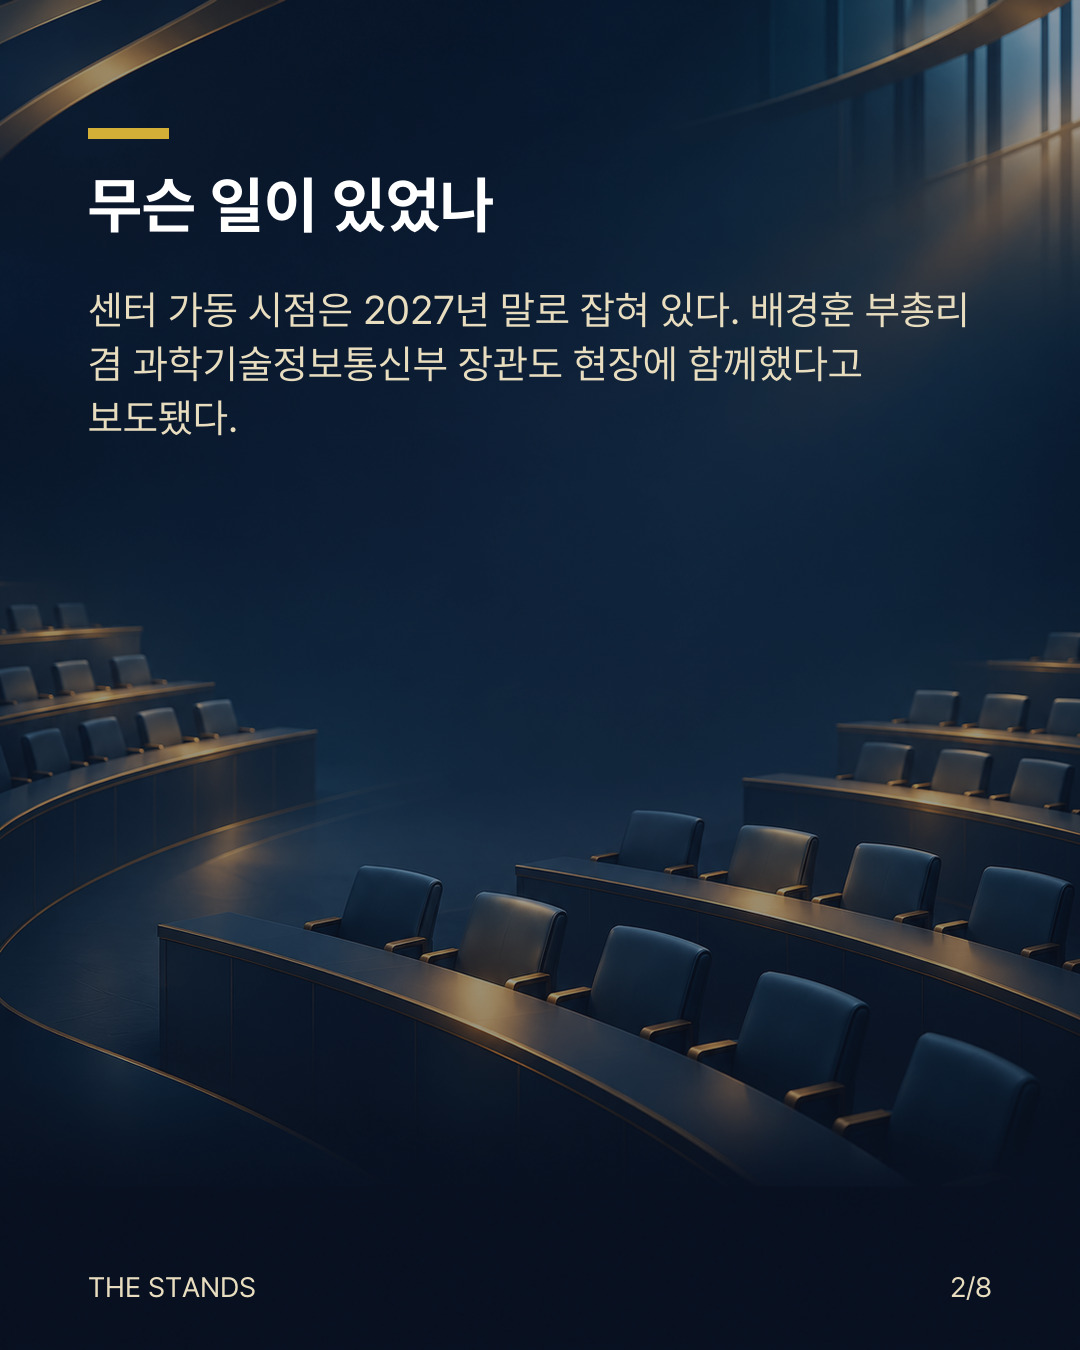 무슨 일이 있었나
센터 가동 시점은 2027년 말로 잡혀 있다. 배경훈 부총리
겸 과학기술정보통신부 장관도 현장에 함께했다고
보도됐다.
THE STANDS
2/8